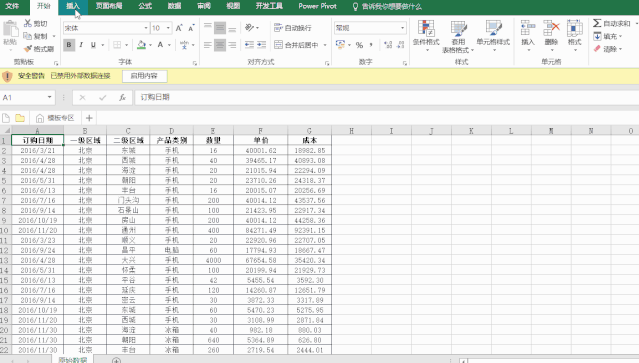 文件 开始 插入 页面布局 公式 数据 审阅 视图 开发工具 Power Pivot 告诉我你想要做什么
粘贴 剪切 复制 格式刷 宋体 10 自动换行 合并后居中 常规 条件格式 套用表格格式 单元格样式 插入 删除 格式 自动求和 填充 清除
剪贴板 字体 对齐方式 数字 样式 单元格
安全警告 已禁用外部数据连接 启用内容
A1 订购日期
模板专区
A B C D E F G H I J K L M N O
1 订购日期 一级区域 二级区域 产品类别 数量 单价 成本
2 2016/3/21 北京 东城 手机 16 40001.62 18982.85
3 2016/4/28 北京 西城 手机 40 39465.17 40893.08
4 2016/4/28 北京 海淀 手机 20 21015.94 22294.09
5 2016/5/31 北京 朝阳 手机 20 23710.26 24318.37
6 2016/6/13 北京 丰台 手机 16 20015.07 20256.69
7 2016/7/16 北京 门头沟 手机 200 40014.12 43537.56
8 2016/9/14 北京 石景山 手机 100 21423.95 22917.34
9 2016/10/19 北京 房山 手机 200 40014.12 44258.36
10 2016/11/20 北京 通州 手机 400 84271.49 92391.15
11 2016/3/23 北京 顺义 手机 20 22920.96 22707.05
12 2016/9/24 北京 昌平 电脑 60 17794.93 18667.47
13 2016/4/28 北京 大兴 手机 4000 67654.58 35420.34
14 2016/8/31 北京 怀柔 手机 100 20199.94 21929.73
15 2016/6/13 北京 平谷 手机 42 5455.54 3592.30
16 2016/7/16 北京 延庆 手机 120 14260.87 12651.79
17 2016/9/14 北京 密云 手机 30 3872.33 3317.89
18 2016/10/19 北京 东城 手机 60 5470.23 5275.95
19 2016/11/30 北京 西城 手机 30 3108.99 2871.84
20 2016/11/30 北京 海淀 冰箱 40 982.18 880.03
21 2016/11/30 北京 朝阳 冰箱 640 5364.89 626.80
22 2016/11/30 北京 丰台 冰箱 260 2719.54 2444.01
原始数据